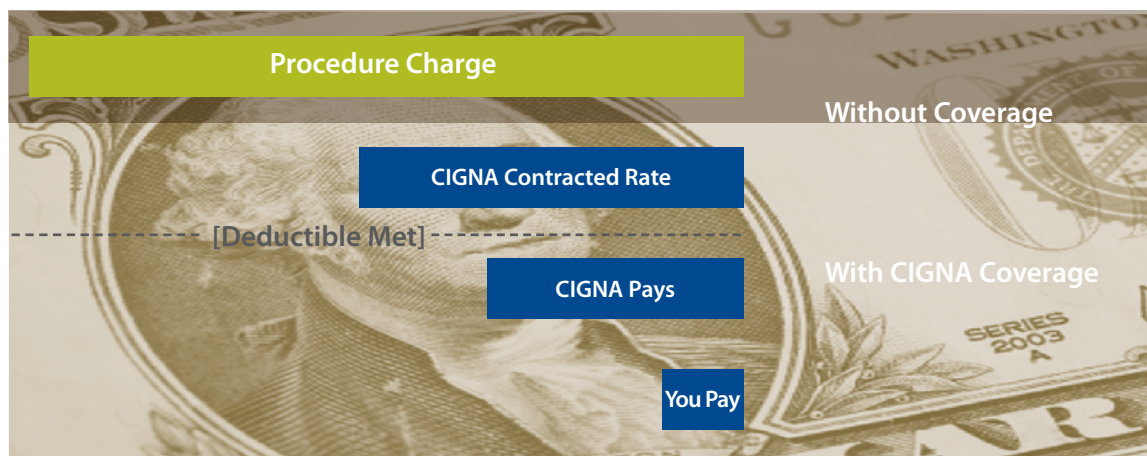 Procedure Charge
WASHINGTON
Without Coverage
CIGNA Contracted Rate
[Deductible Met]
CIGNA Pays
With CIGNA Coverage
SERIES
2003
A
You Pay